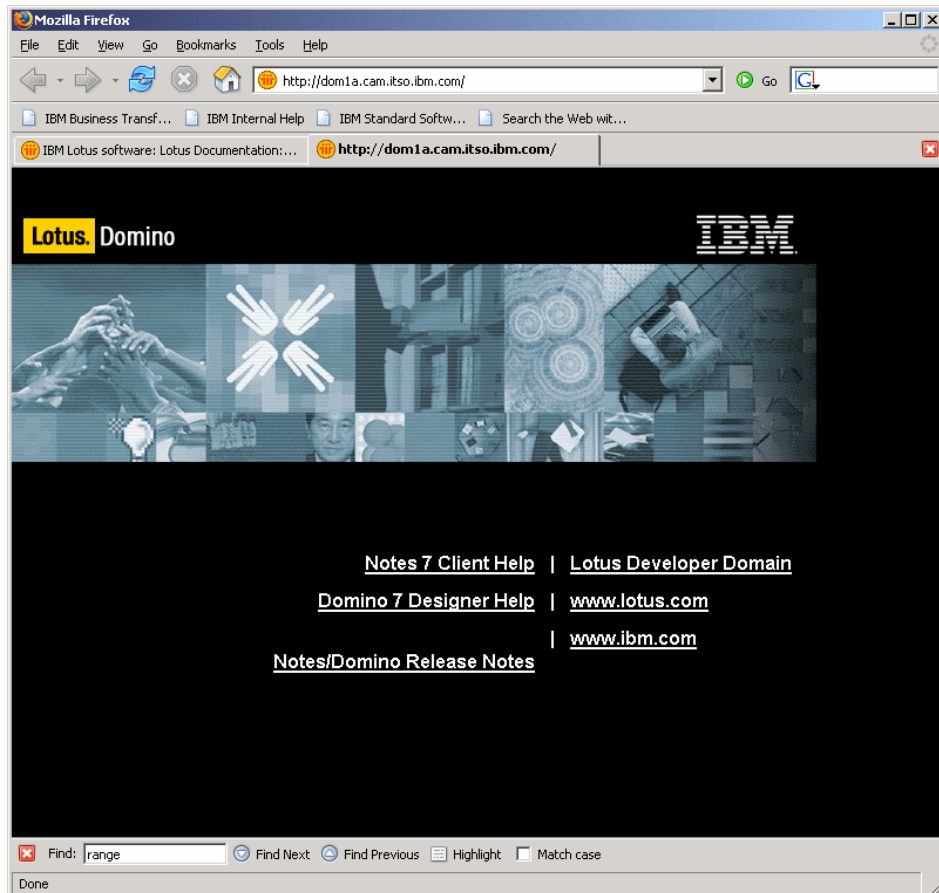 Mozilla Firefox
File Edit View Go Bookmarks Tools Help
http://dom1a.cam.itso.ibm.com/ Go G
IBM Business Transf... IBM Internal Help IBM Standard Softw... Search the Web wit...
IBM Lotus software: Lotus Documentation:... http://dom1a.cam.itso.ibm.com/
Lotus. Domino IBM
Notes 7 Client Help | Lotus Developer Domain
Domino 7 Designer Help | www.lotus.com
| www.ibm.com
Notes/Domino Release Notes
Find: range Find Next Find Previous Highlight Match case
Done